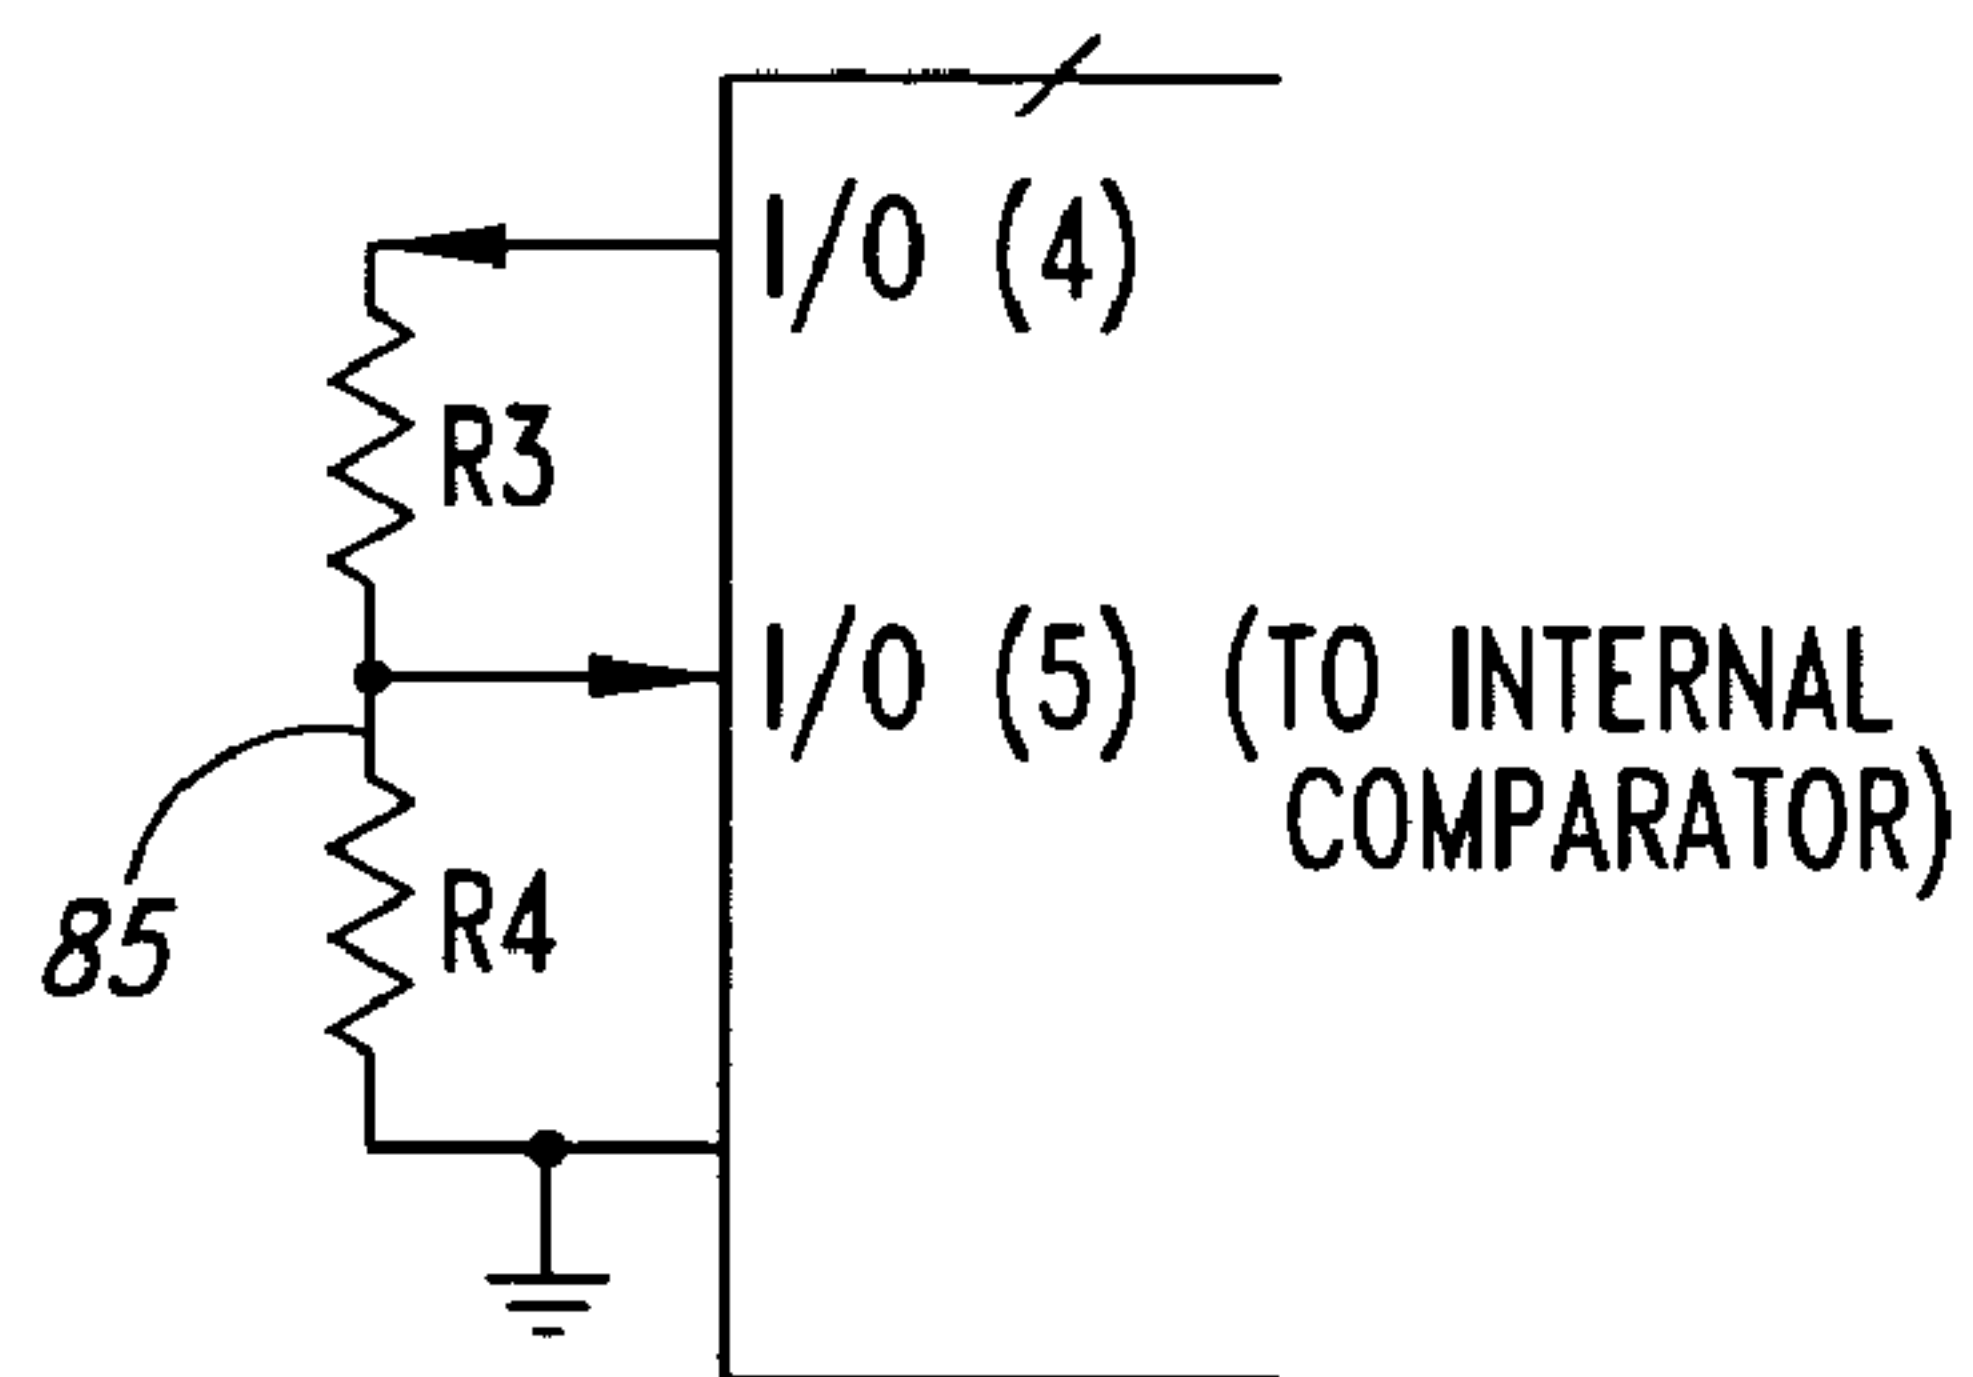 I/O (4)
R3
I/O (5) (TO INTERNAL
COMPARATOR)
R4
85